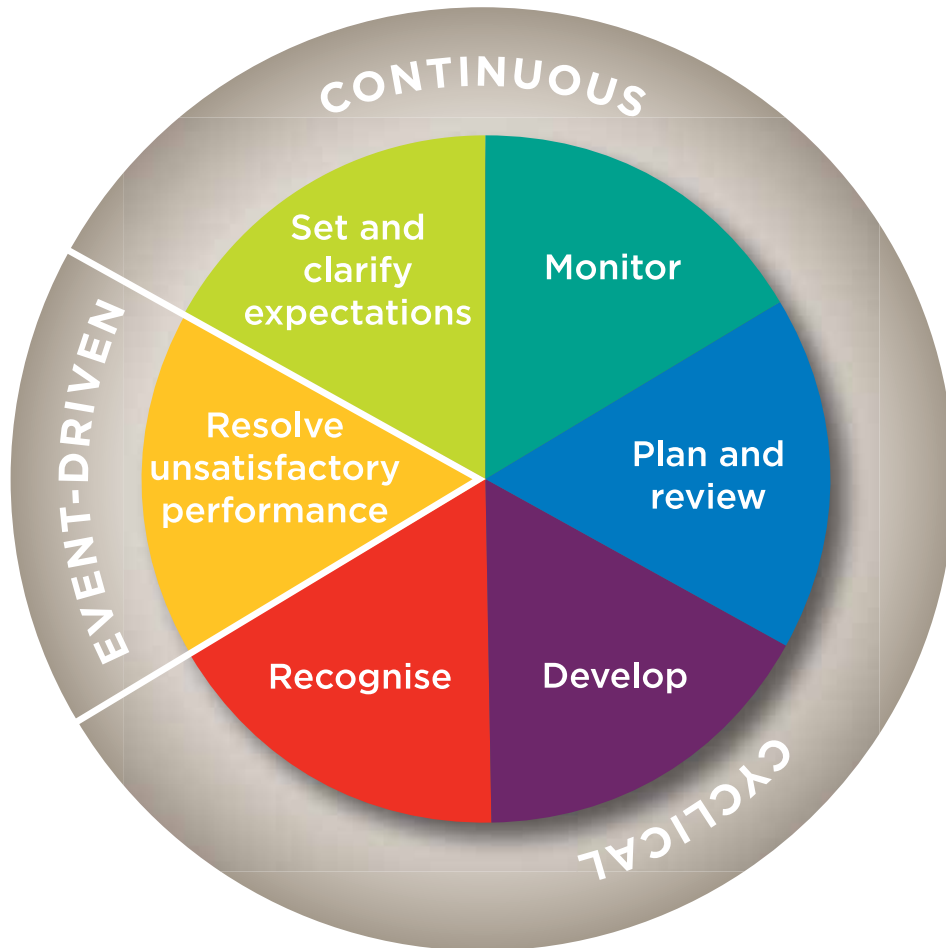 CONTINUOUS
Set and
clarify
expectations
Monitor
EVENT-DRIVEN
Resolve
unsatisfactory
performance
Plan and
review
Recognise
Develop
CYCLICAL